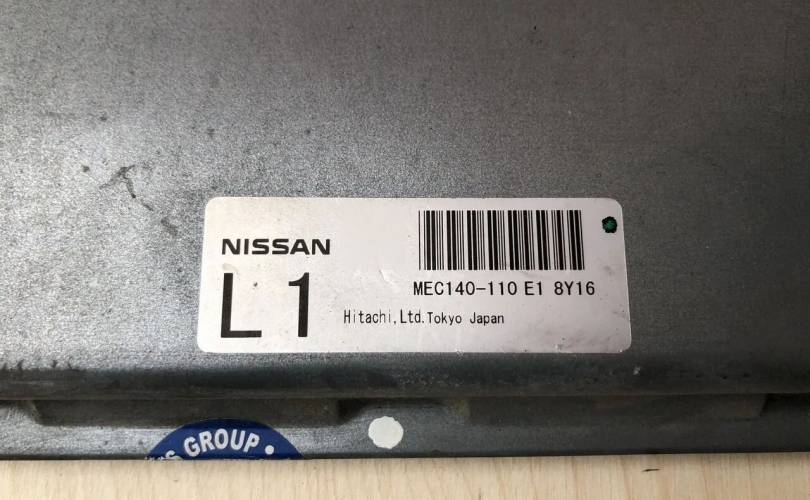 NISSAN
L1
MEC140-110 E1 8Y16
Hitachi,Ltd.Tokyo Japan
GROUP